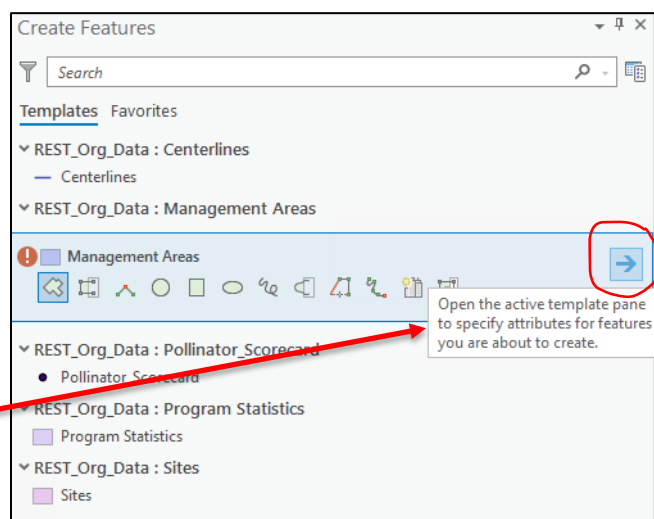 Create Features
Search
Templates Favorites
REST_Org_Data : Centerlines
Centerlines
REST_Org_Data : Management Areas
Management Areas
Open the active template pane
to specify attributes for features
you are about to create.
REST_Org_Data : Pollinator_Scorecard
Pollinator_Scorecard
REST_Org_Data : Program Statistics
Program Statistics
REST_Org_Data : Sites
Sites